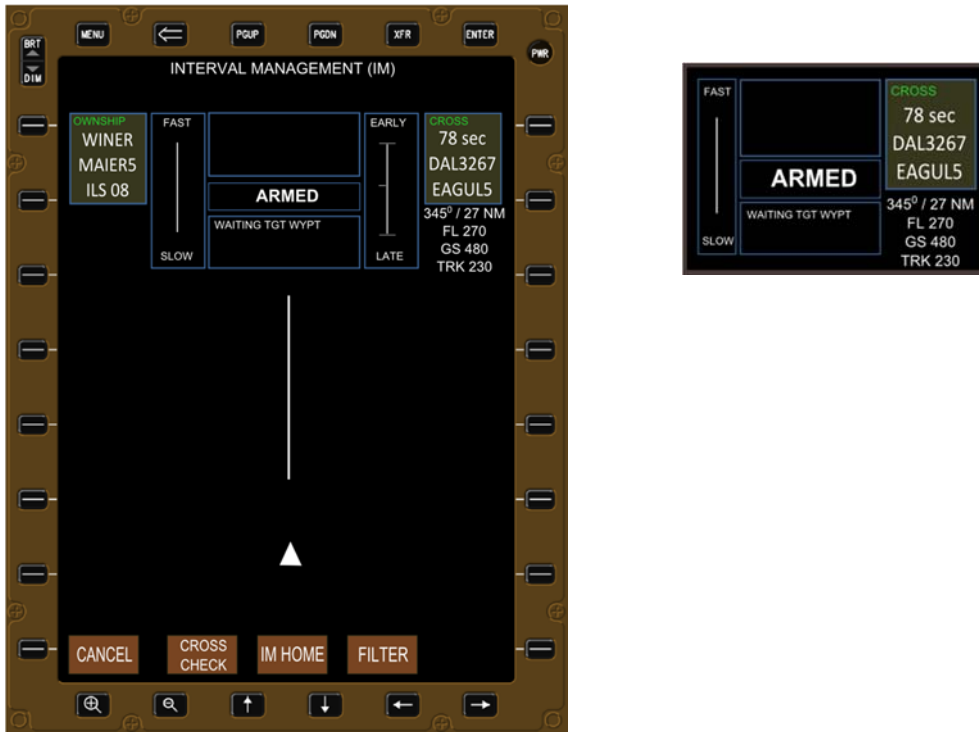 MENU
PGUP
PGDN
XFR
ENTER
BRT
DIM
PWR
INTERVAL MANAGEMENT (IM)
OWNSHIP
WINER
MAIER5
ILS 08
FAST
SLOW
ARMED
WAITING TGT WYPT
EARLY
LATE
CROSS
78 sec
DAL3267
EAGUL5
345⁰ / 27 NM
FL 270
GS 480
TRK 230
CANCEL
CROSS
CHECK
IM HOME
FILTER
FAST
SLOW
ARMED
WAITING TGT WYPT
CROSS
78 sec
DAL3267
EAGUL5
345⁰ / 27 NM
FL 270
GS 480
TRK 230